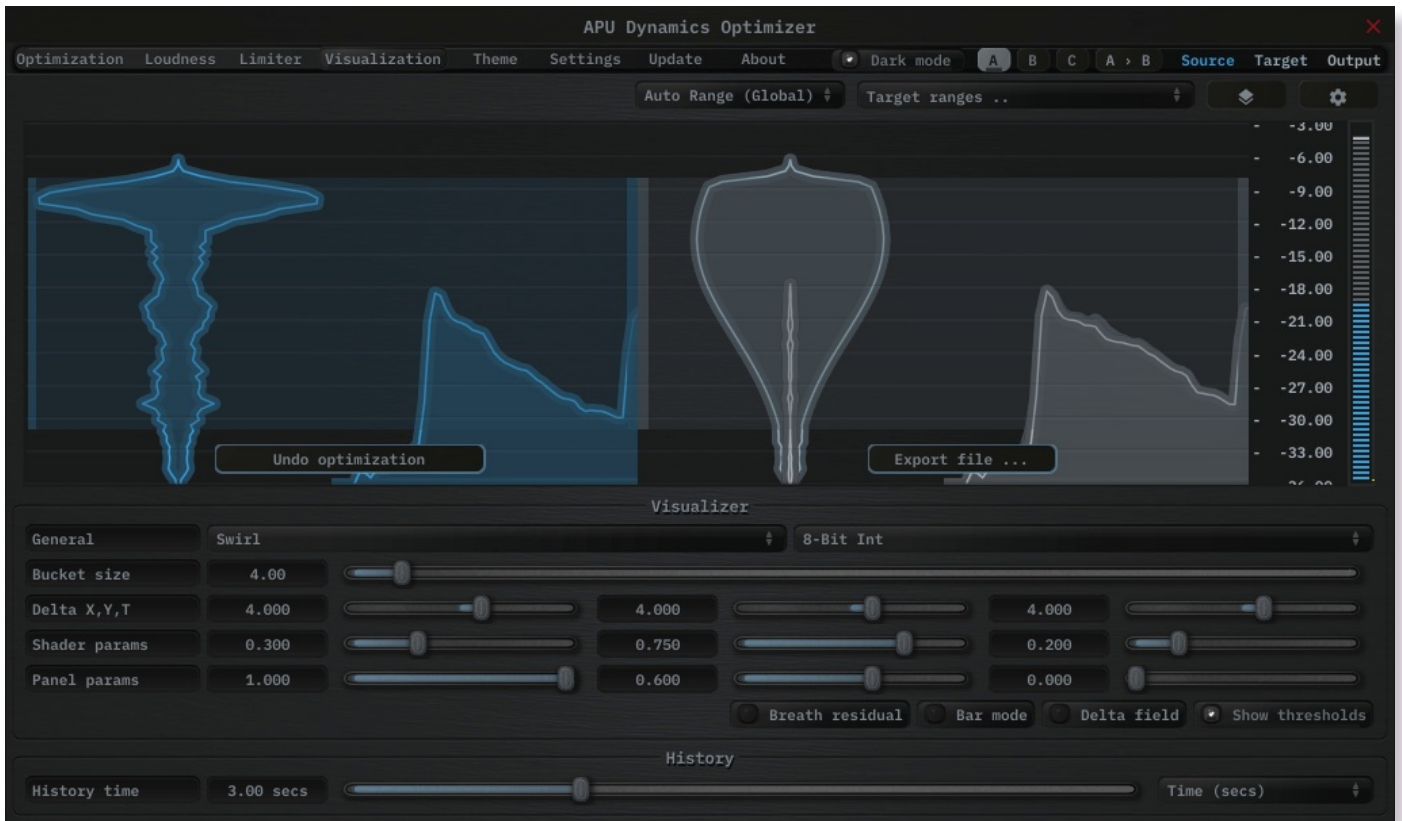 APU Dynamics Optimizer
Optimization Loudness Limiter Visualization Theme Settings Update About Dark mode A B C A › B Source Target Output
Auto Range (Global) Target ranges ..
- -3.00
- -6.00
- -9.00
- -12.00
- -15.00
- -18.00
- -21.00
- -24.00
- -27.00
- -30.00
- -33.00
Undo optimization Export file ...
Visualizer
General Swirl 8-Bit Int
Bucket size 4.00
Delta X,Y,T 4.000 4.000 4.000
Shader params 0.300 0.750 0.200
Panel params 1.000 0.600 0.000
Breath residual Bar mode Delta field Show thresholds
History
History time 3.00 secs Time (secs)